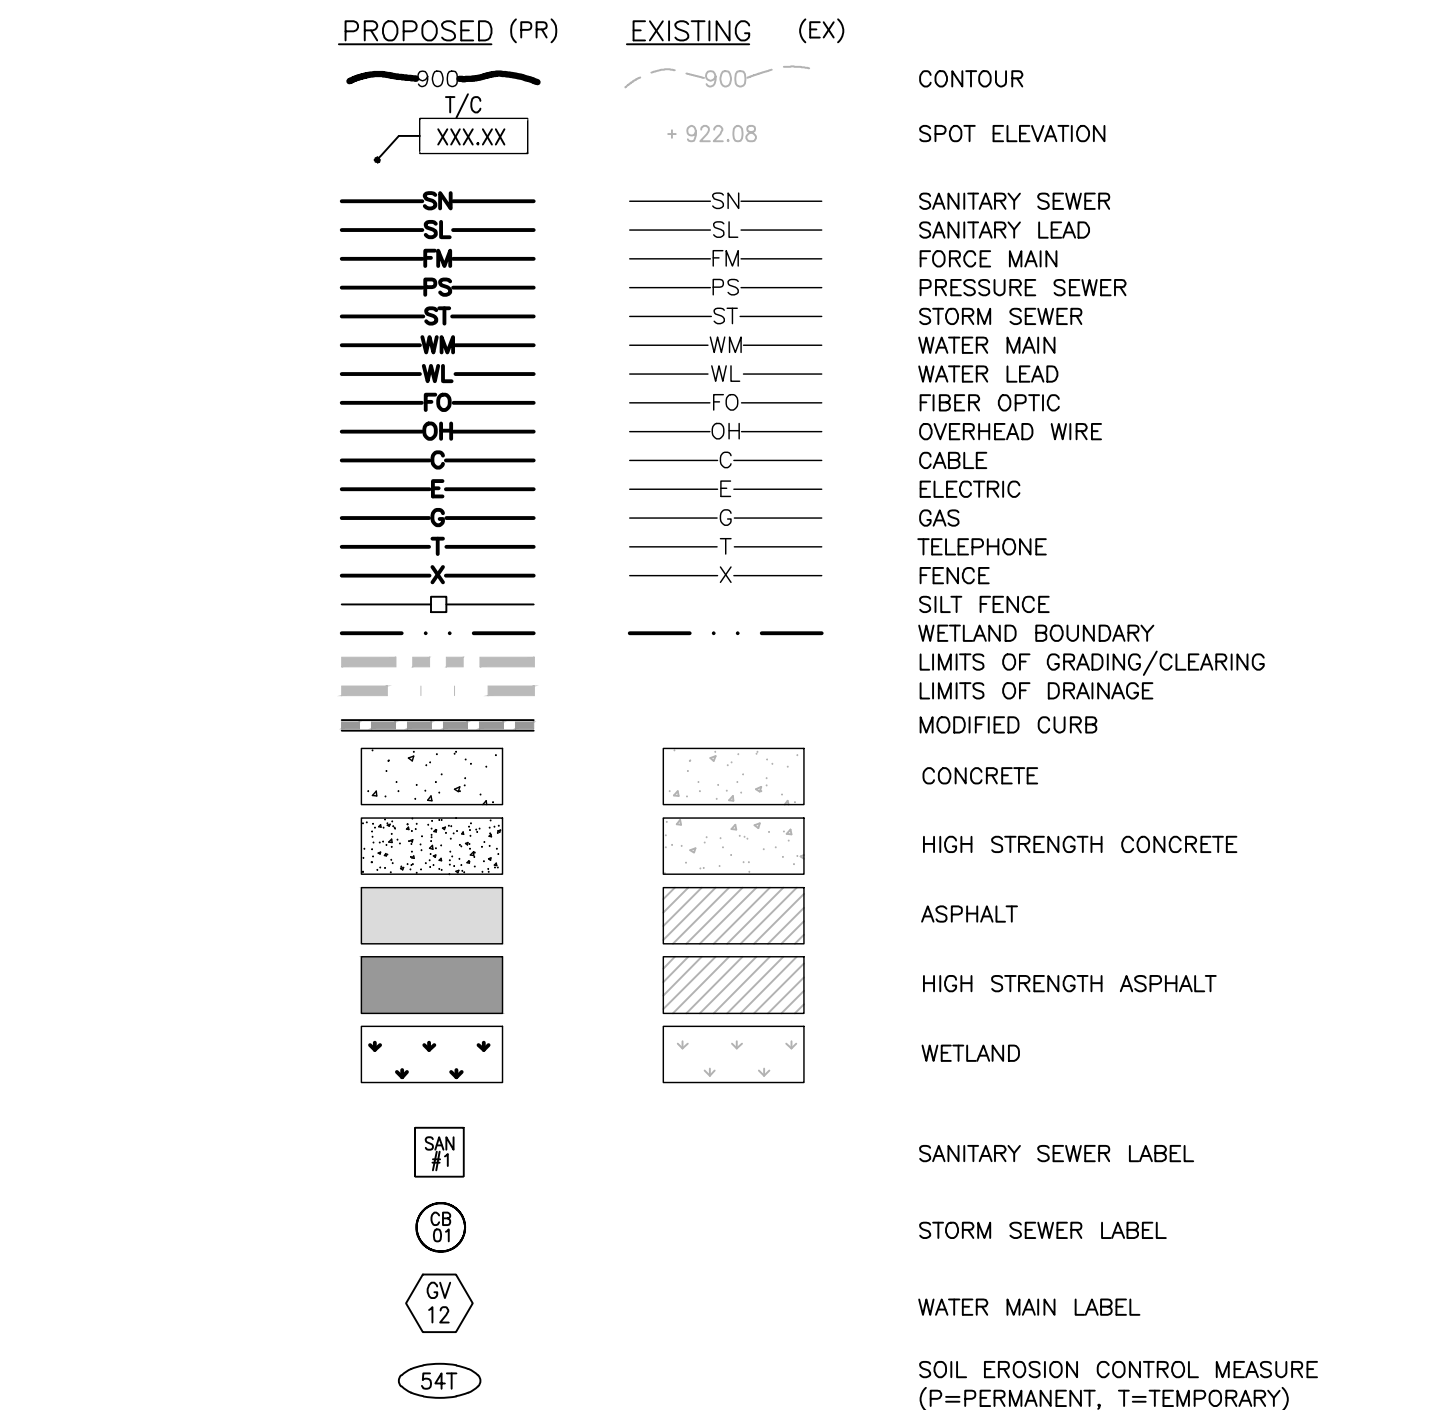 PROPOSED (PR) EXISTING (EX)
900 900 CONTOUR
T/C
XXX.XX + 922.08 SPOT ELEVATION
SN SN SANITARY SEWER
SL SL SANITARY LEAD
FM FM FORCE MAIN
PS PS PRESSURE SEWER
ST ST STORM SEWER
WM WM WATER MAIN
WL WL WATER LEAD
FO FO FIBER OPTIC
OH OH OVERHEAD WIRE
C C CABLE
E E ELECTRIC
G G GAS
T T TELEPHONE
X X FENCE
SILT FENCE
WETLAND BOUNDARY
LIMITS OF GRADING/CLEARING
LIMITS OF DRAINAGE
MODIFIED CURB
CONCRETE
HIGH STRENGTH CONCRETE
ASPHALT
HIGH STRENGTH ASPHALT
WETLAND
SAN
#1 SANITARY SEWER LABEL
CB
01 STORM SEWER LABEL
GV
12 WATER MAIN LABEL
54T SOIL EROSION CONTROL MEASURE
(P=PERMANENT, T=TEMPORARY)